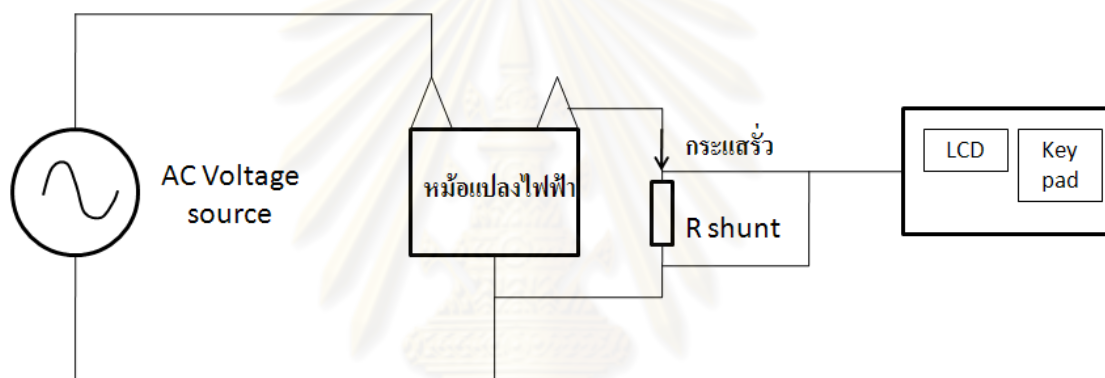 AC Voltage
source
หม้อแปลงไฟฟ้า
กระแสรั่ว
R shunt
LCD
Key
pad